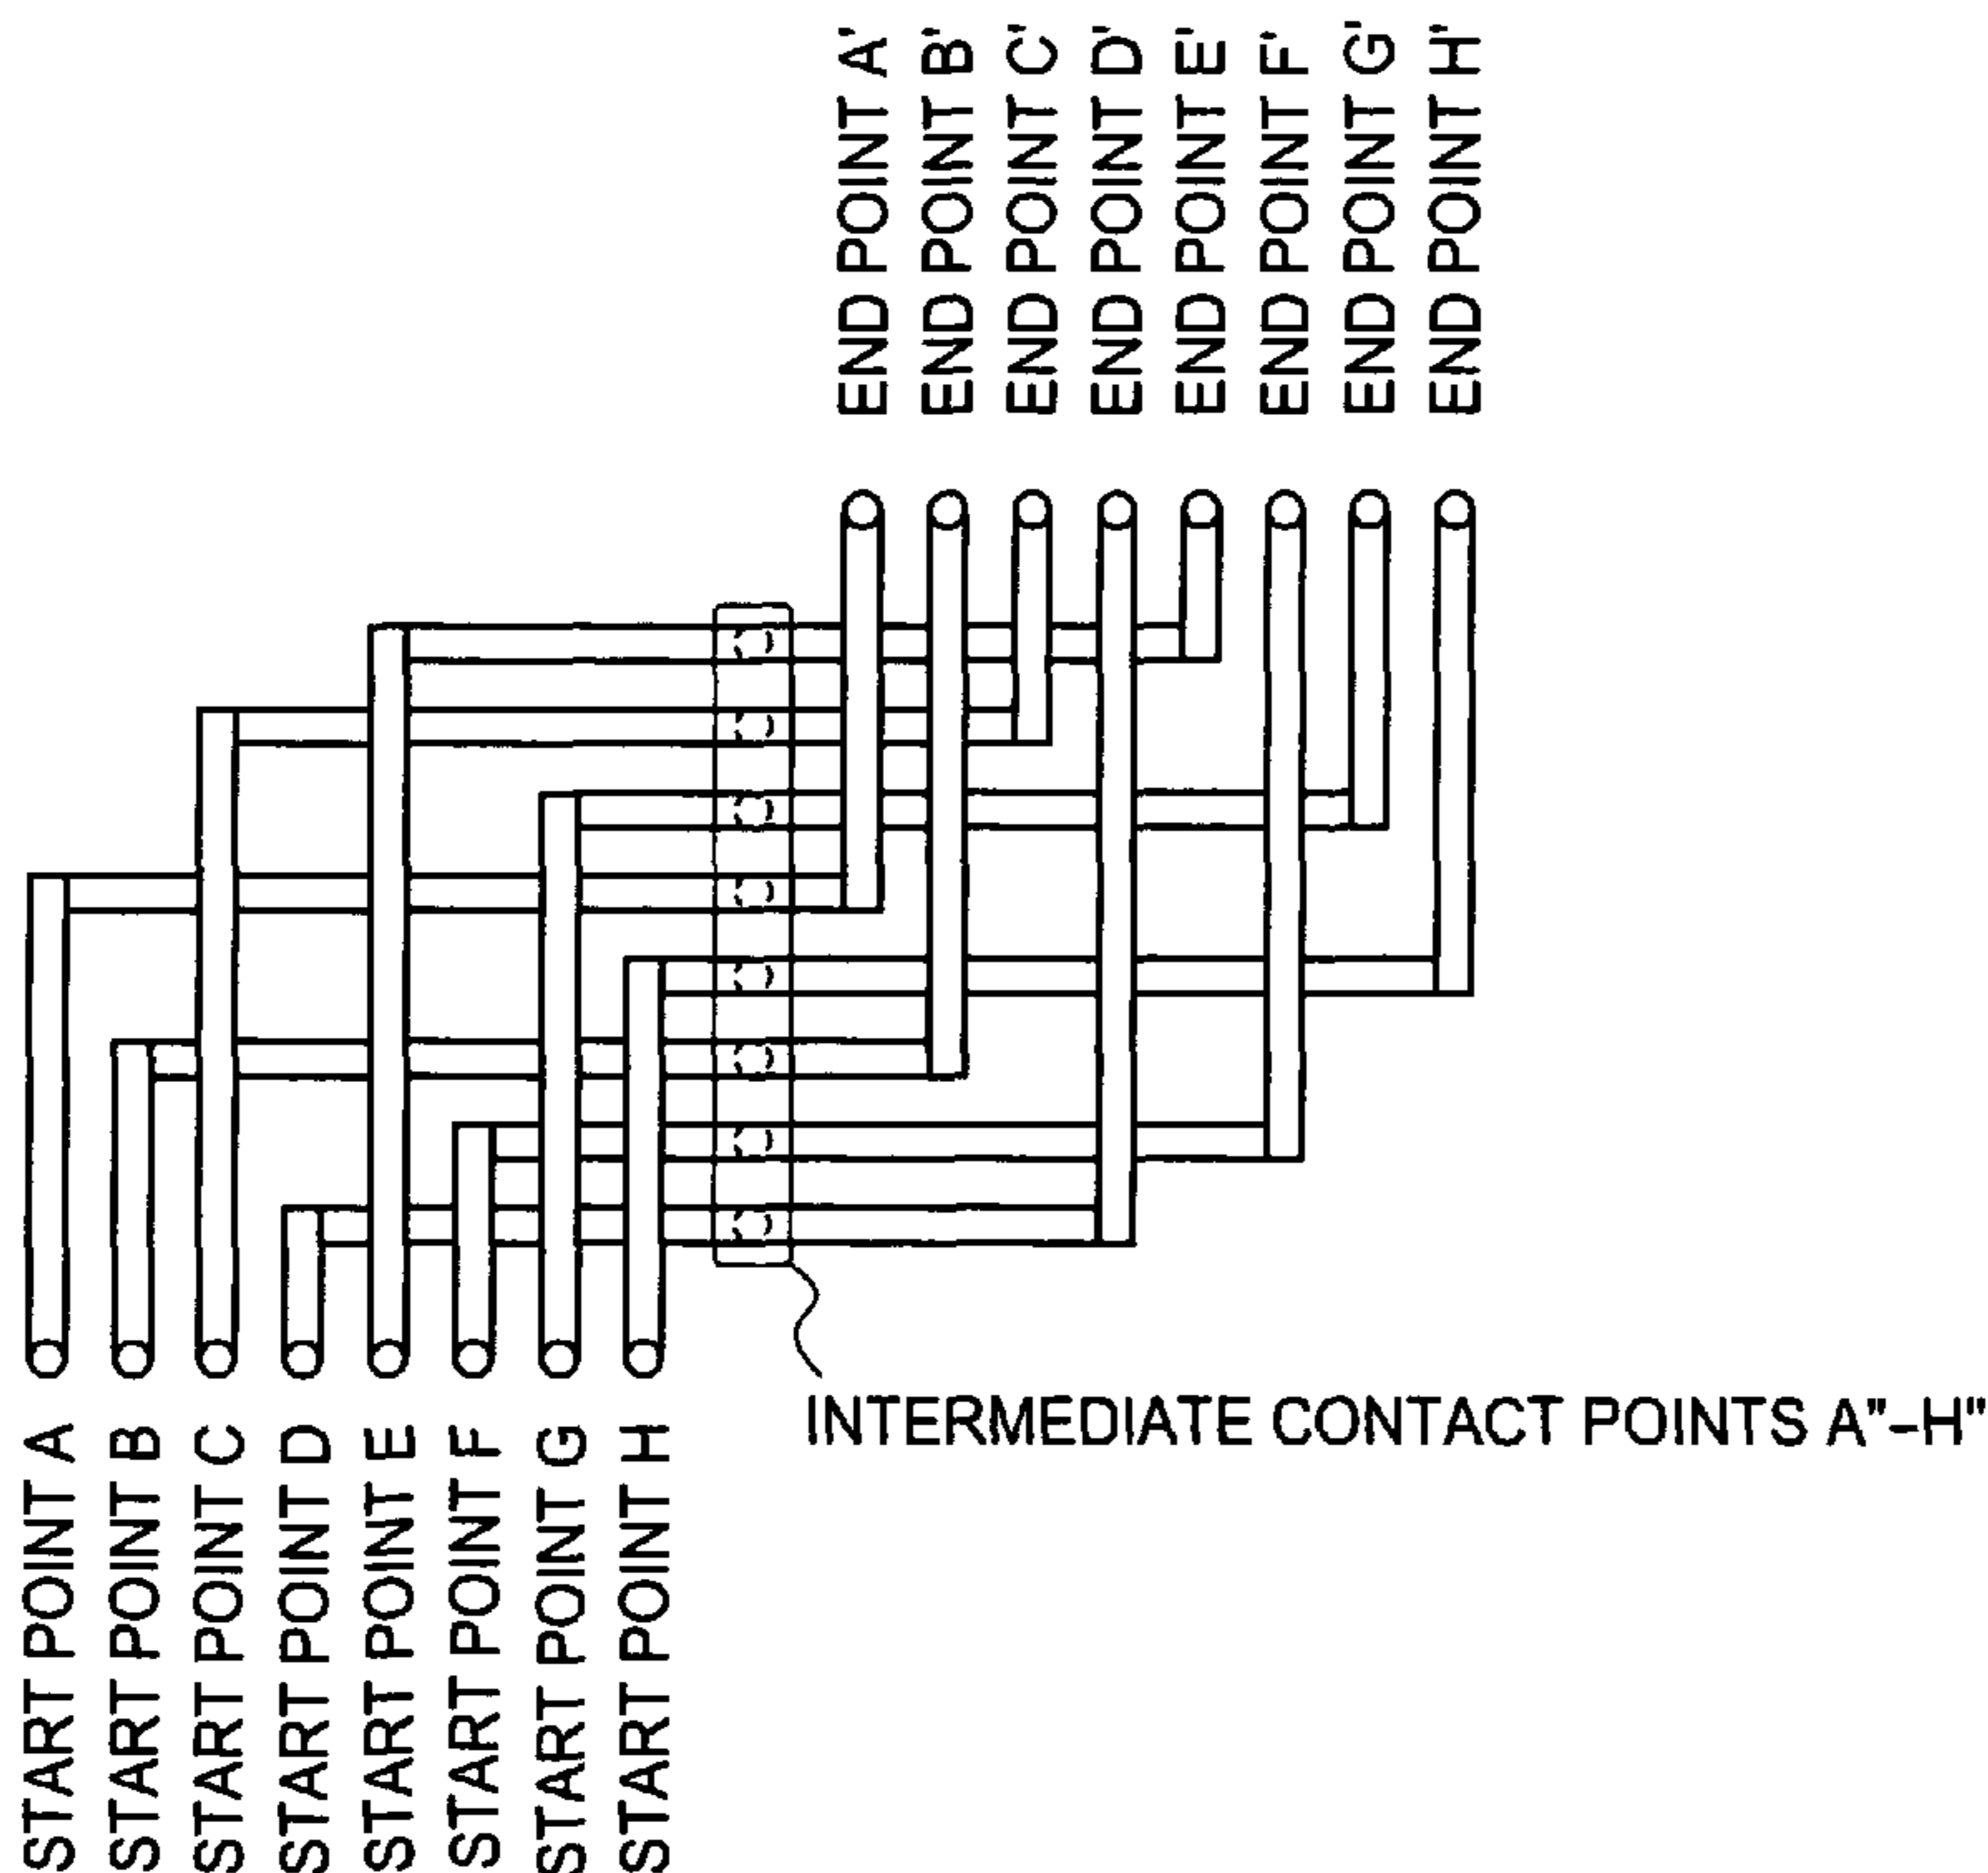 END POINT A'
END POINT B'
END POINT C'
END POINT D'
END POINT E'
END POINT F'
END POINT G'
END POINT H'
INTERMEDIATE CONTACT POINTS A"–H"
START POINT A
START POINT B
START POINT C
START POINT D
START POINT E
START POINT F
START POINT G
START POINT H